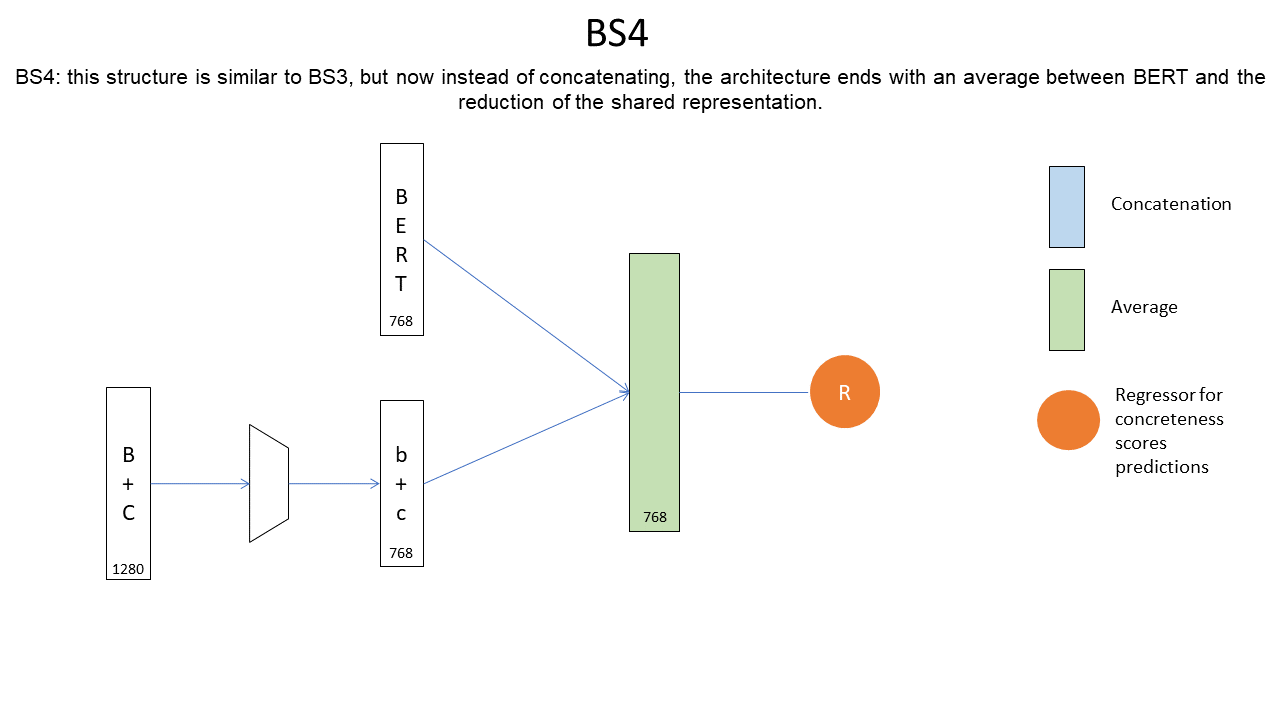 BS4
BS4: this structure is similar to BS3, but now instead of concatenating, the architecture ends with an average between BERT and the
reduction of the shared representation.
B
E
R
T
768
B
+
C
1280
b
+
c
768
768
R
Concatenation
Average
Regressor for
concreteness
scores
predictions